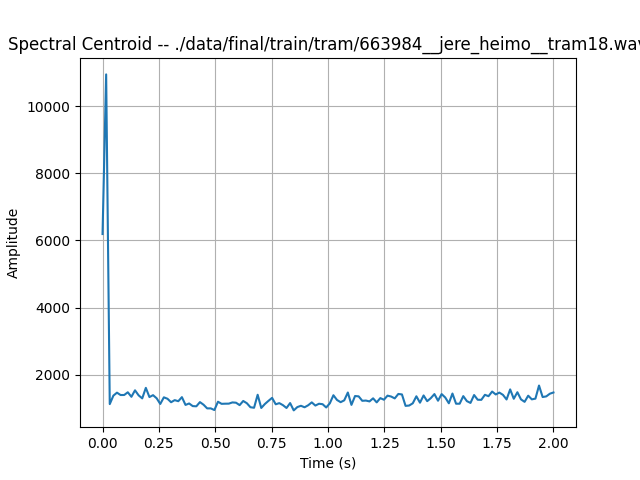 Spectral Centroid -- ./data/final/train/tram/663984__jere_heimo__tram18.wav
10000
8000
6000
4000
2000
Amplitude
0.00 0.25 0.50 0.75 1.00 1.25 1.50 1.75 2.00
Time (s)